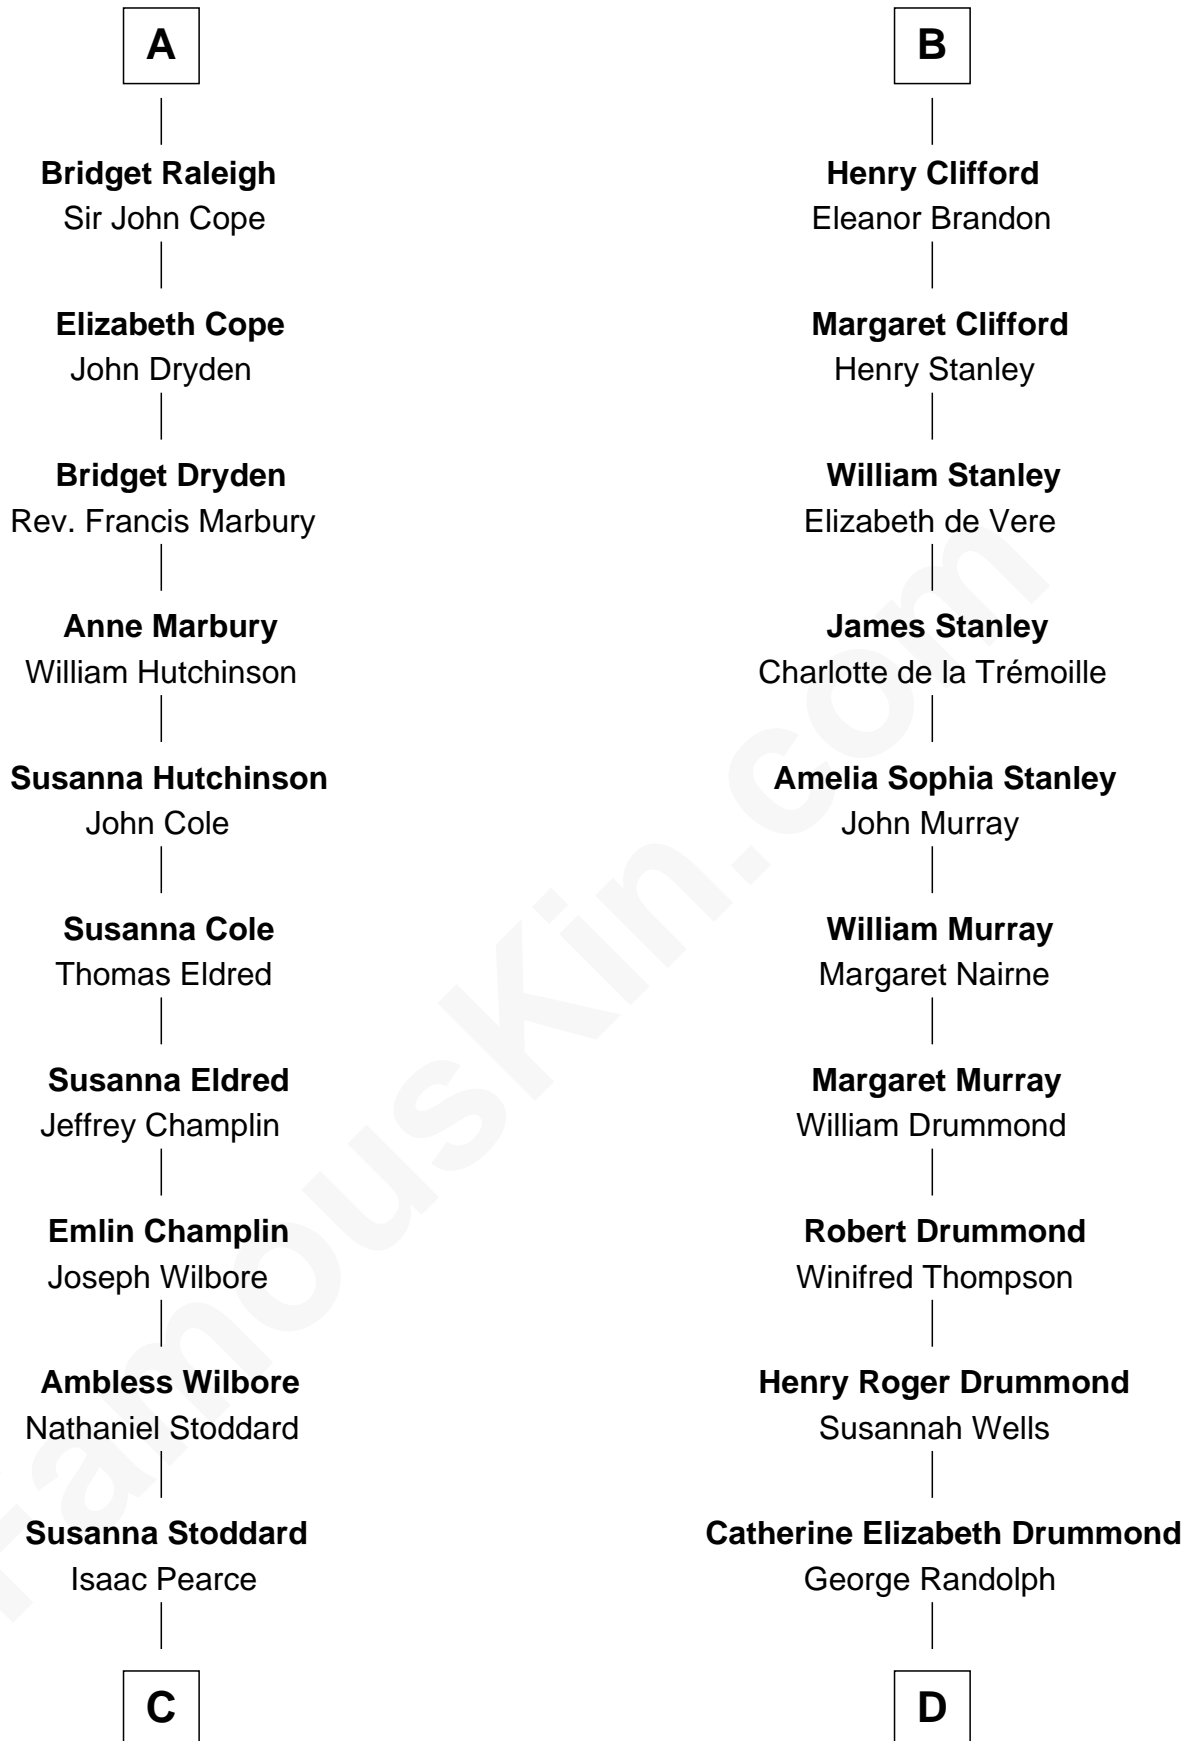 A
Bridget Raleigh
Sir John Cope
Elizabeth Cope
John Dryden
Bridget Dryden
Rev. Francis Marbury
Anne Marbury
William Hutchinson
Susanna Hutchinson
John Cole
Susanna Cole
Thomas Eldred
Susanna Eldred
Jeffrey Champlin
Emlin Champlin
Joseph Wilbore
Ambless Wilbore
Nathaniel Stoddard
Susanna Stoddard
Isaac Pearce
C
B
Henry Clifford
Eleanor Brandon
Margaret Clifford
Henry Stanley
William Stanley
Elizabeth de Vere
James Stanley
Charlotte de la Trémoille
Amelia Sophia Stanley
John Murray
William Murray
Margaret Nairne
Margaret Murray
William Drummond
Robert Drummond
Winifred Thompson
Henry Roger Drummond
Susannah Wells
Catherine Elizabeth Drummond
George Randolph
D
FamousKin.com